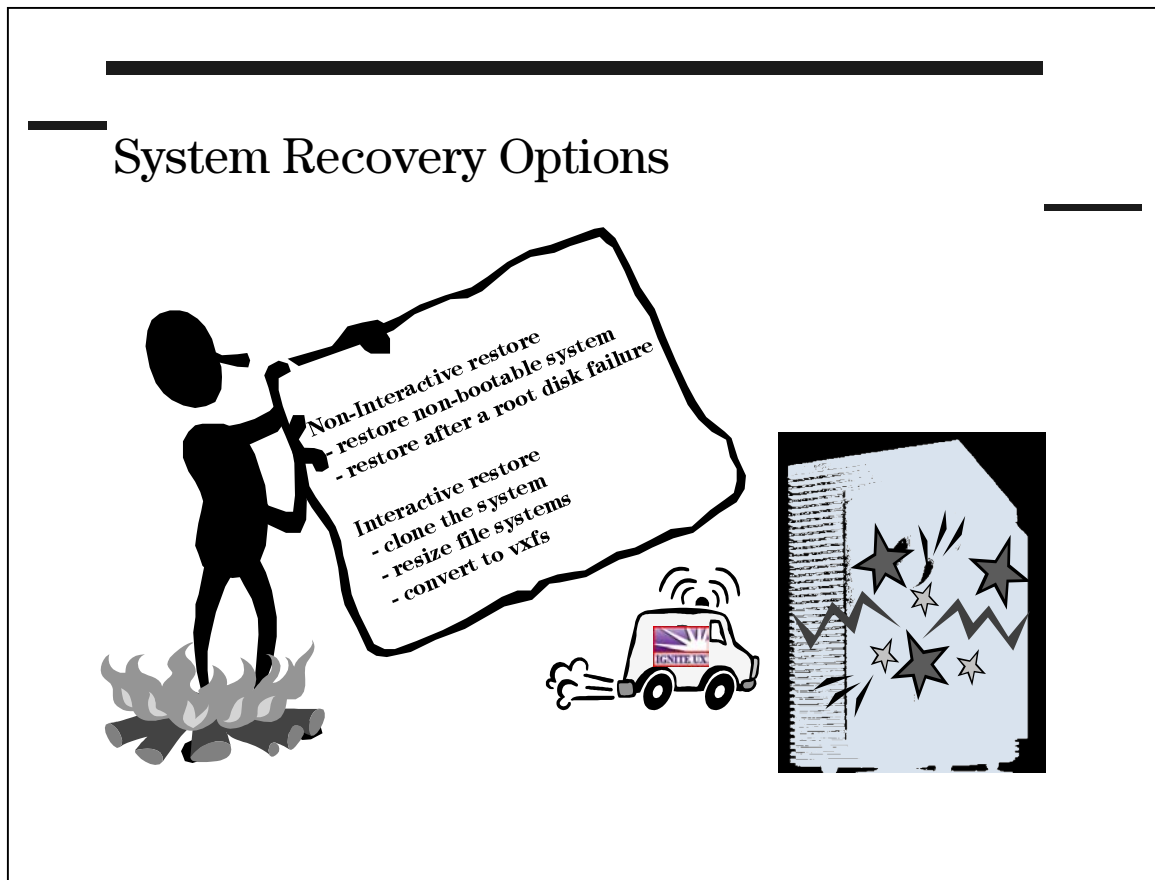 System Recovery Options
Non-Interactive restore
- restore non-bootable system
- restore after a root disk failure
Interactive restore
- clone the system
- resize file systems
- convert to vxfs
IGNITE UX